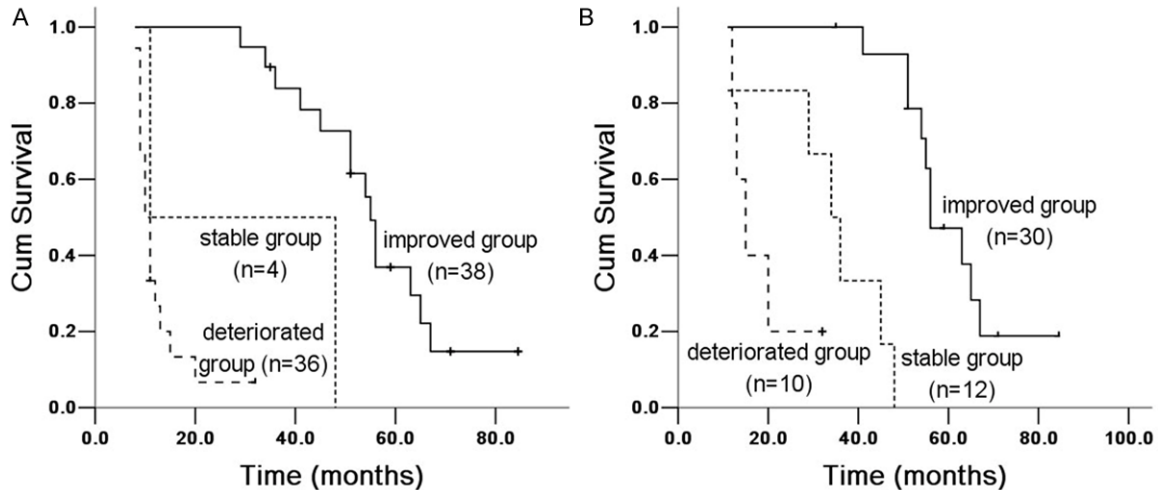 A
Cum Survival
1.0
0.8
0.6
0.4
0.2
0.0
stable group
(n=4)
improved group
(n=38)
deteriorated
group (n=36)
0.0 20.0 40.0 60.0 80.0
Time (months)
B
Cum Survival
1.0
0.8
0.6
0.4
0.2
0.0
improved group
(n=30)
deteriorated group
(n=10)
stable group
(n=12)
0.0 20.0 40.0 60.0 80.0 100.0
Time (months)